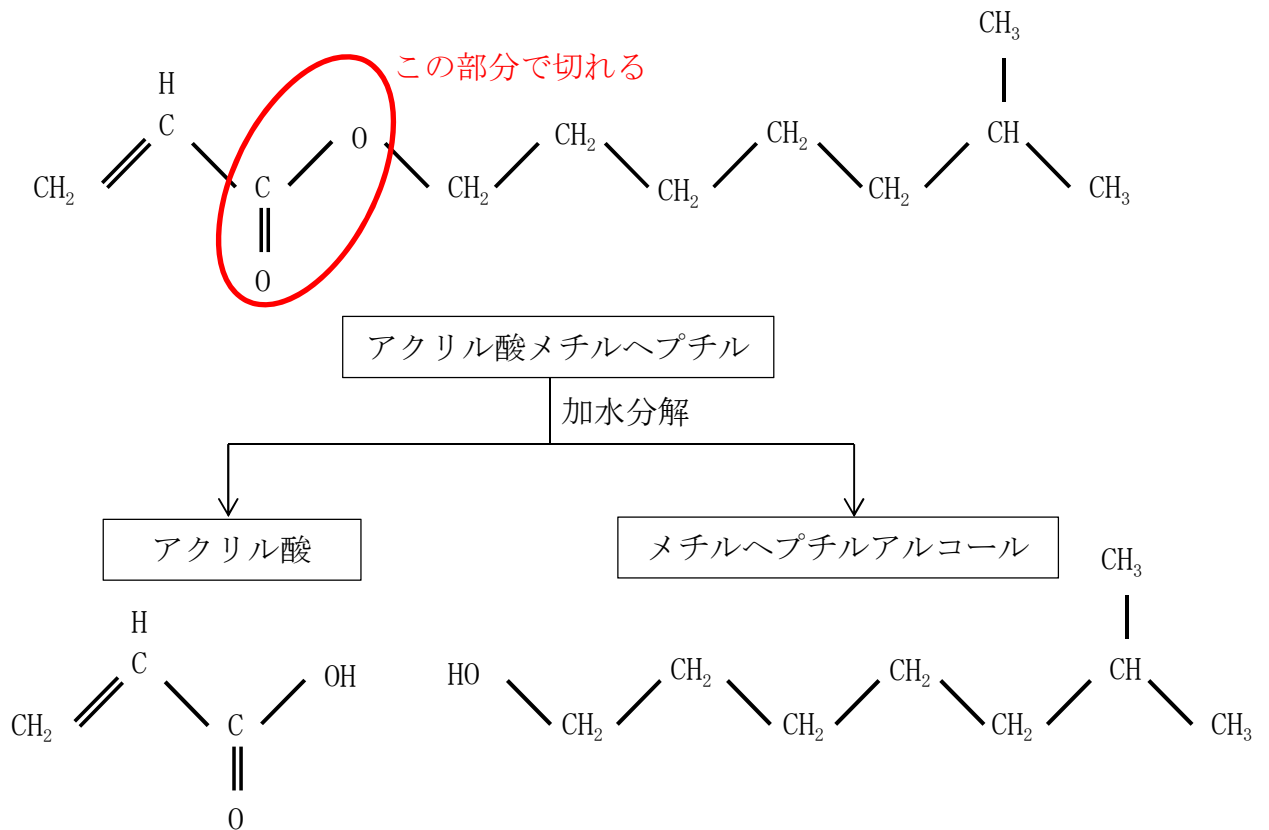 CH₃
この部分で切れる
H
C
O
CH₂
CH₂
CH
CH₂
C
CH₂
CH₂
CH₂
CH₃
O
アクリル酸メチルヘプチル
加水分解
アクリル酸
メチルヘプチルアルコール
CH₃
H
C
OH
HO
CH₂
CH₂
CH
CH₂
C
CH₂
CH₂
CH₂
CH₃
O